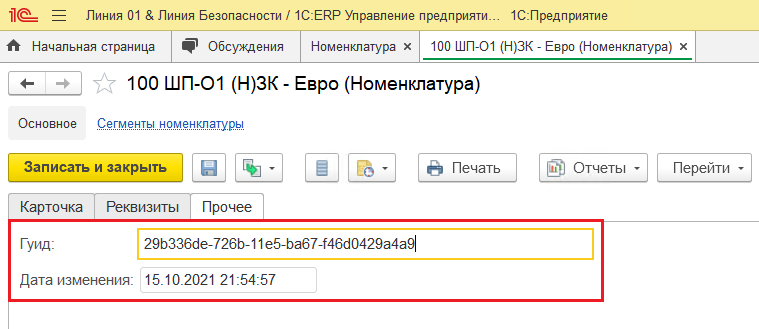 1С Линия 01 & Линия Безопасности / 1С:ERP Управление предприяти... 1С:Предприятие
Начальная страница Обсуждения Номенклатура × 100 ШП-О1 (Н)ЗК - Евро (Номенклатура) ×
100 ШП-О1 (Н)ЗК - Евро (Номенклатура)
Основное Сегменты номенклатуры
Записать и закрыть Печать Отчеты Перейти
Карточка Реквизиты Прочее
Гуид: 29b336de-726b-11e5-ba67-f46d0429a4a9
Дата изменения: 15.10.2021 21:54:57